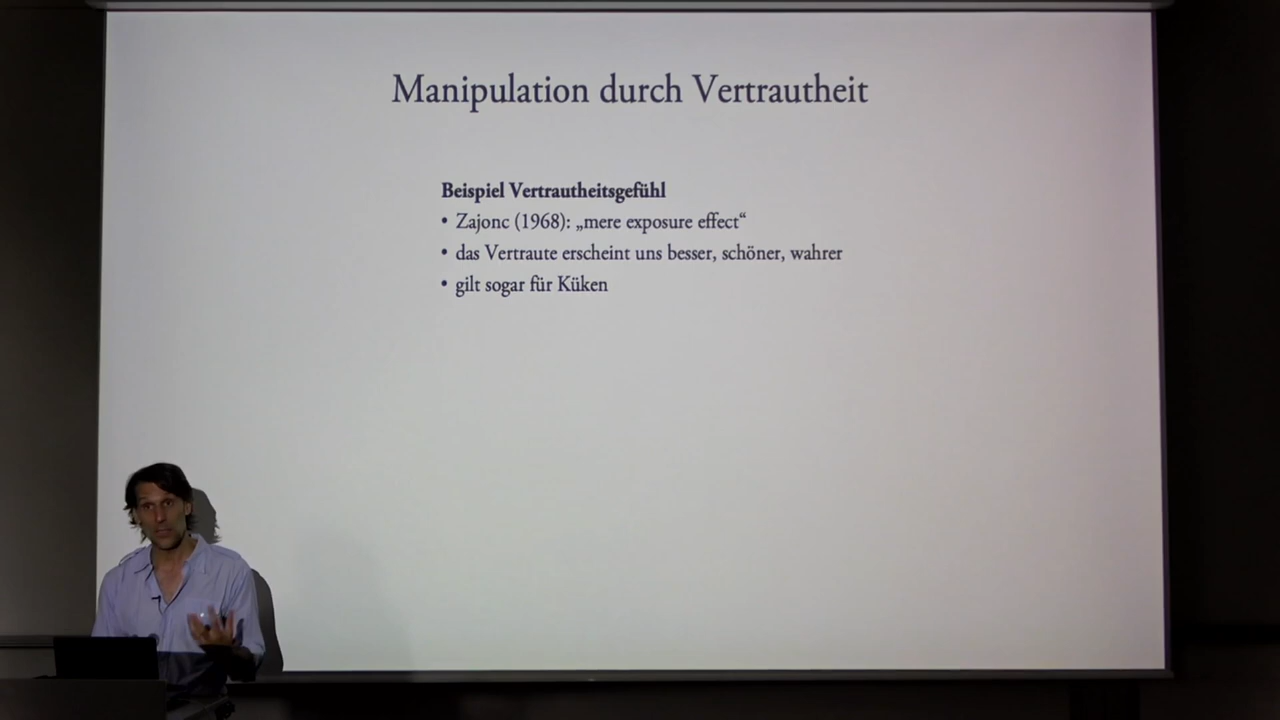 Manipulation durch Vertrautheit
Beispiel Vertrautheitsgefühl
• Zajonc (1968): „mere exposure effect“
• das Vertraute erscheint uns besser, schöner, wahrer
• gilt sogar für Küken